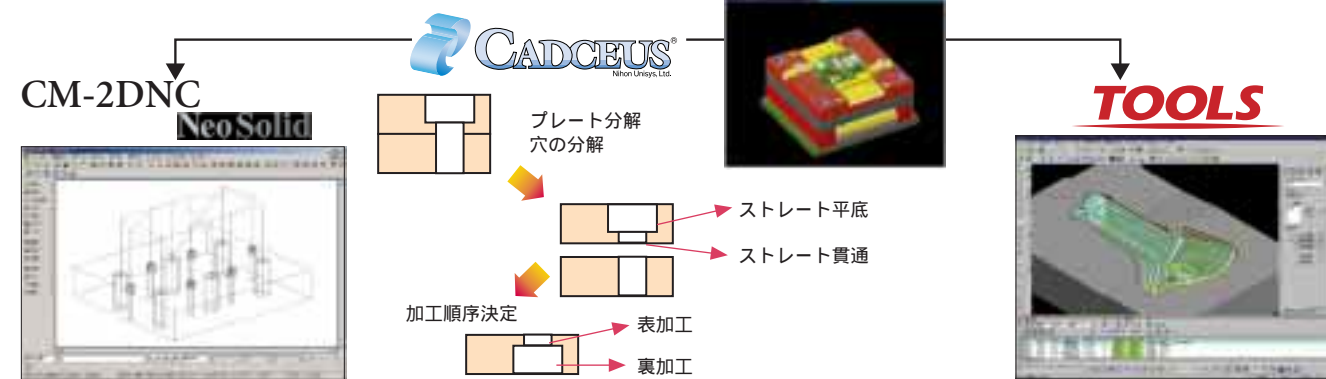 CADCEUS®
Nihon Unisys, Ltd.
CM-2DNC
NeoSolid
TOOLS
プレート分解
穴の分解
ストレート平底
ストレート貫通
加工順序決定
表加工
裏加工